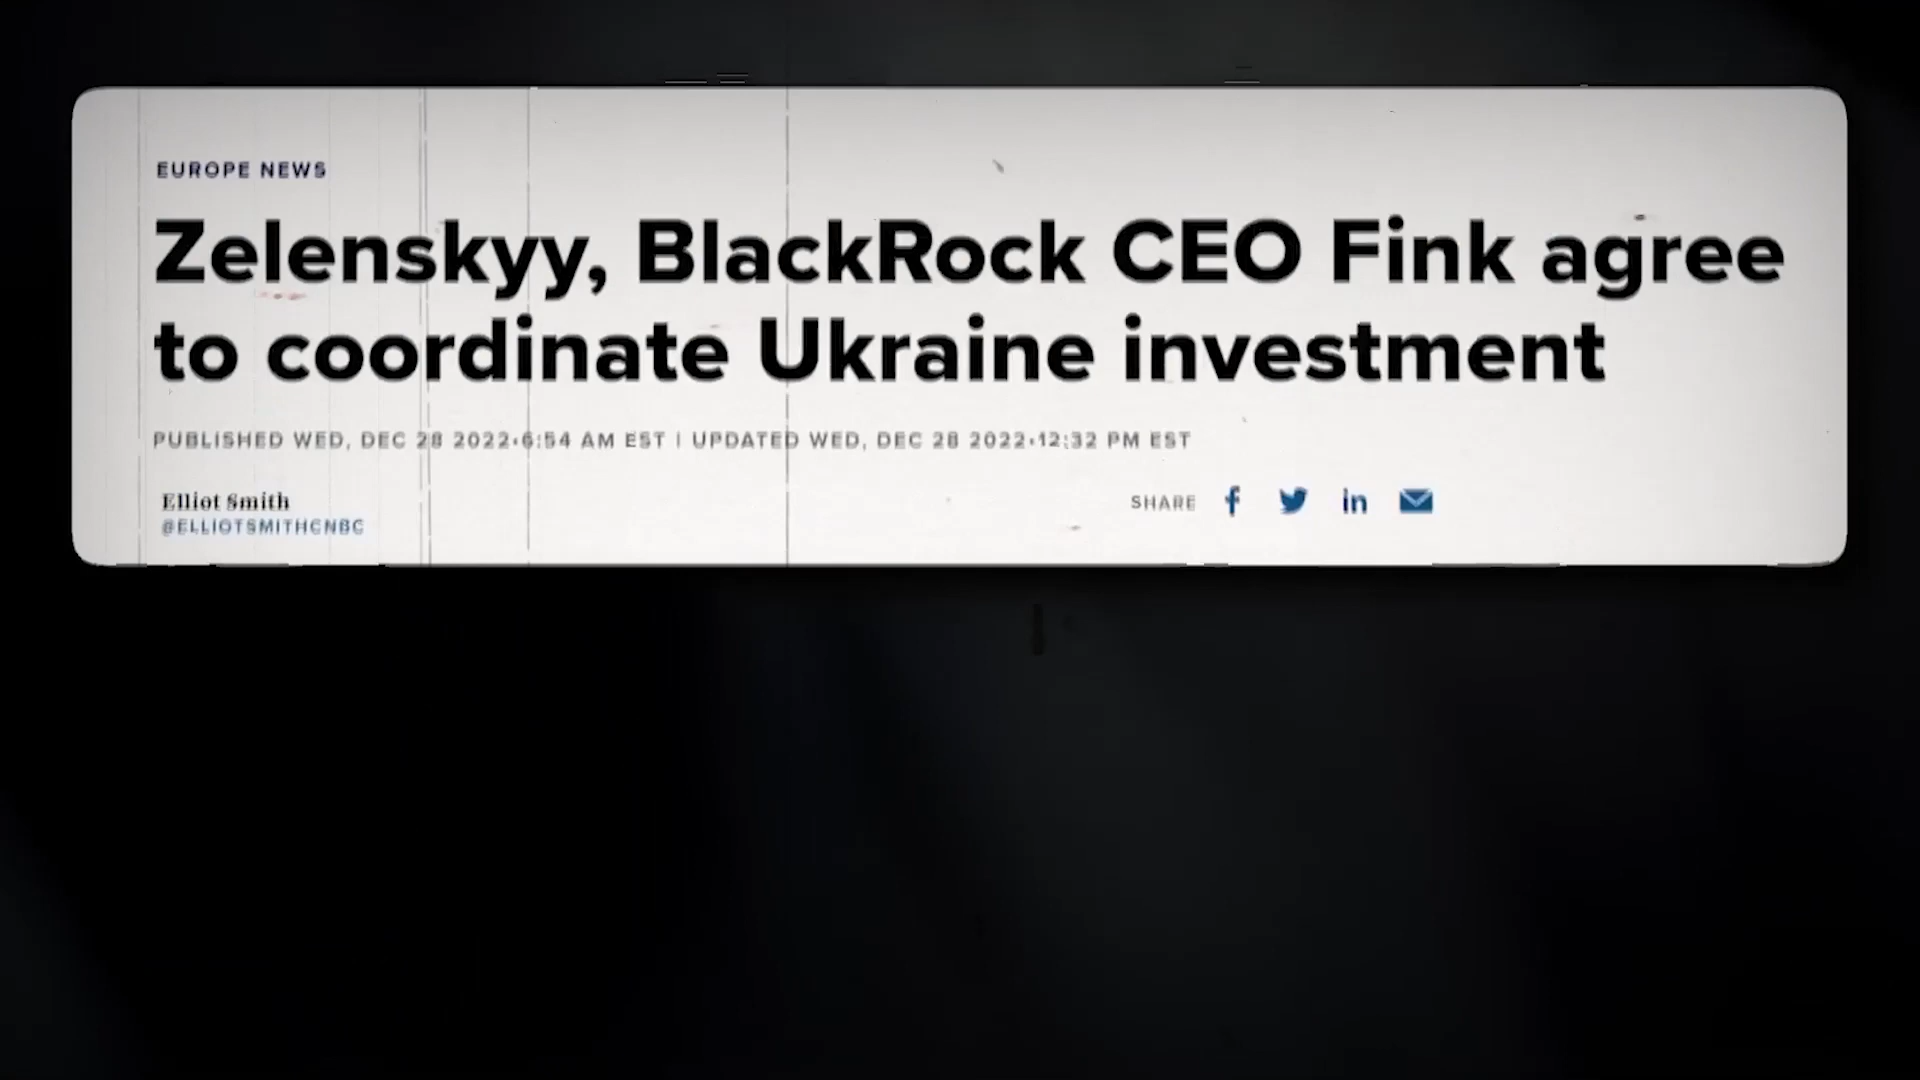 EUROPE NEWS
Zelenskyy, BlackRock CEO Fink agree
to coordinate Ukraine investment
PUBLISHED WED, DEC 28 2022•6:54 AM EST | UPDATED WED, DEC 28 2022•12:32 PM EST
Elliot Smith
@ELLIOTSMITHCNBC
SHARE